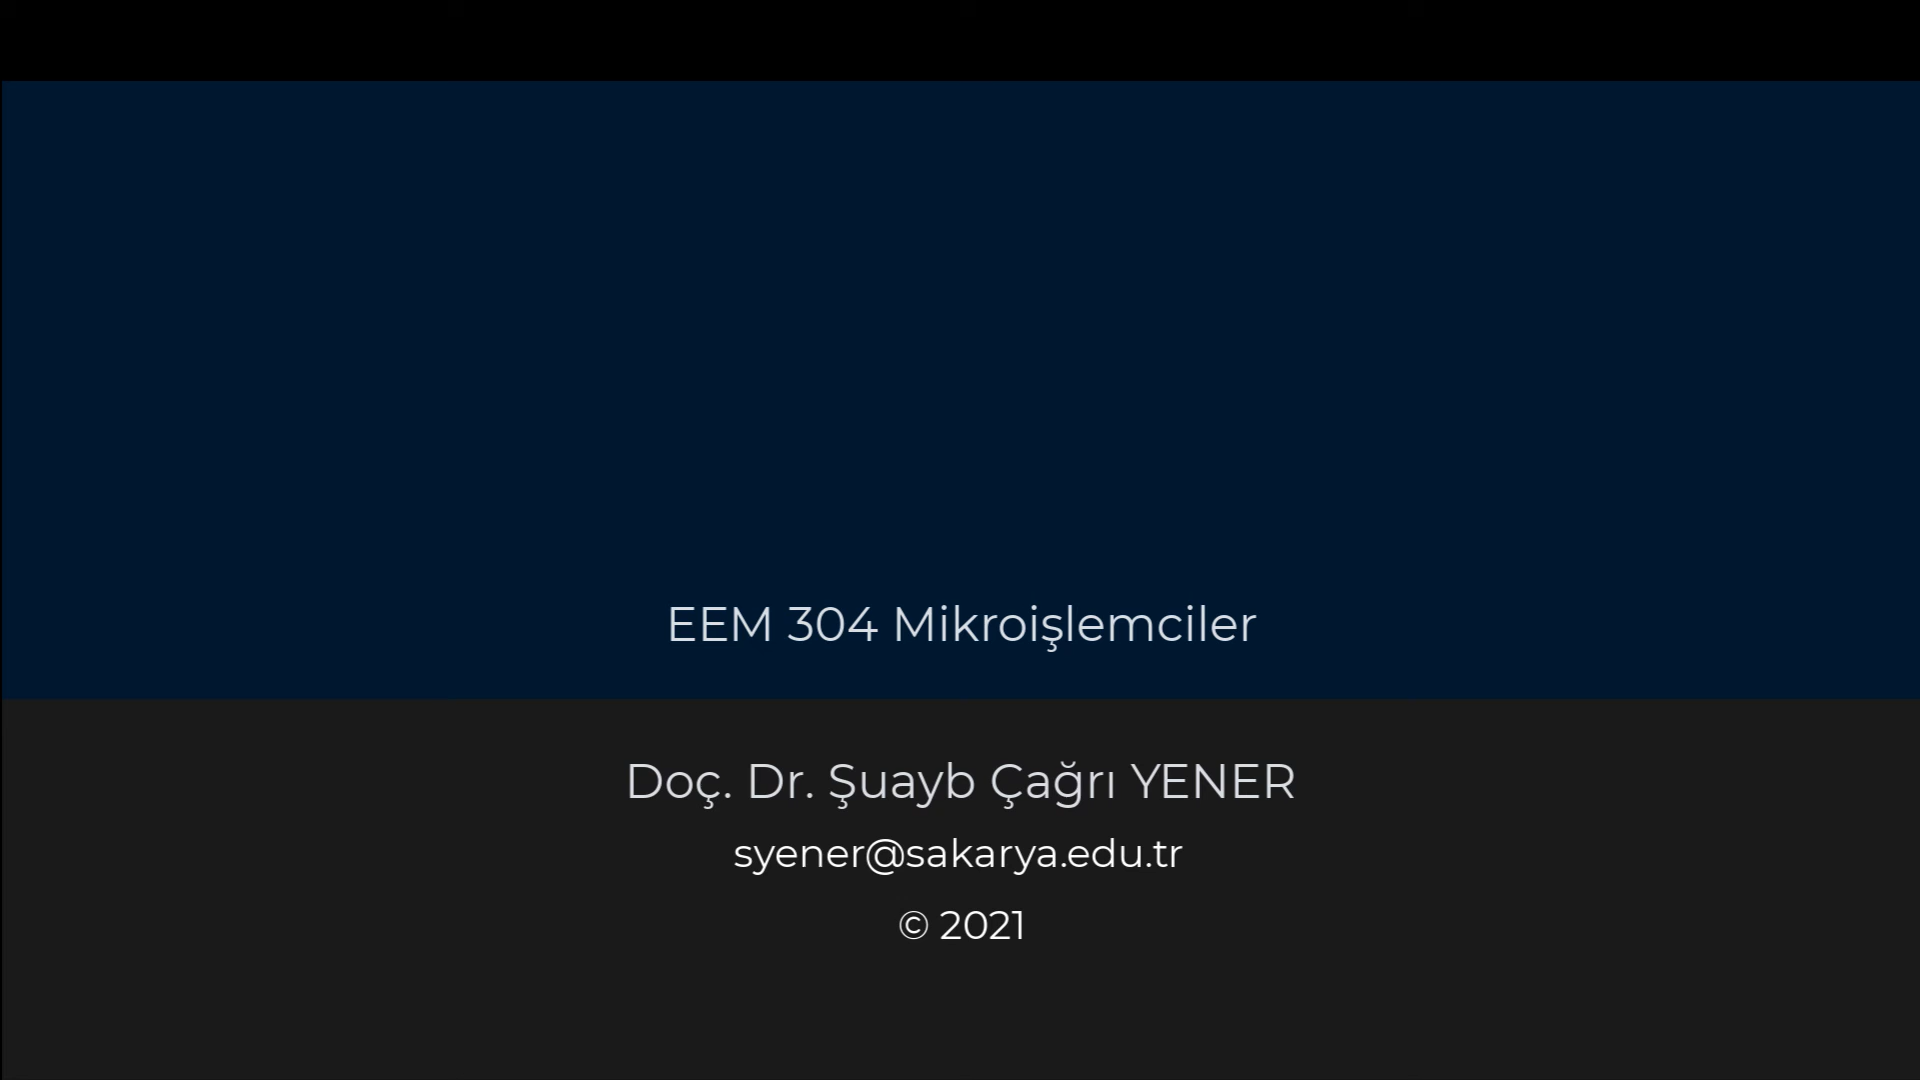 EEM 304 Mikroişlemciler
Doç. Dr. Şuayb Çağrı YENER
syener@sakarya.edu.tr
© 2021